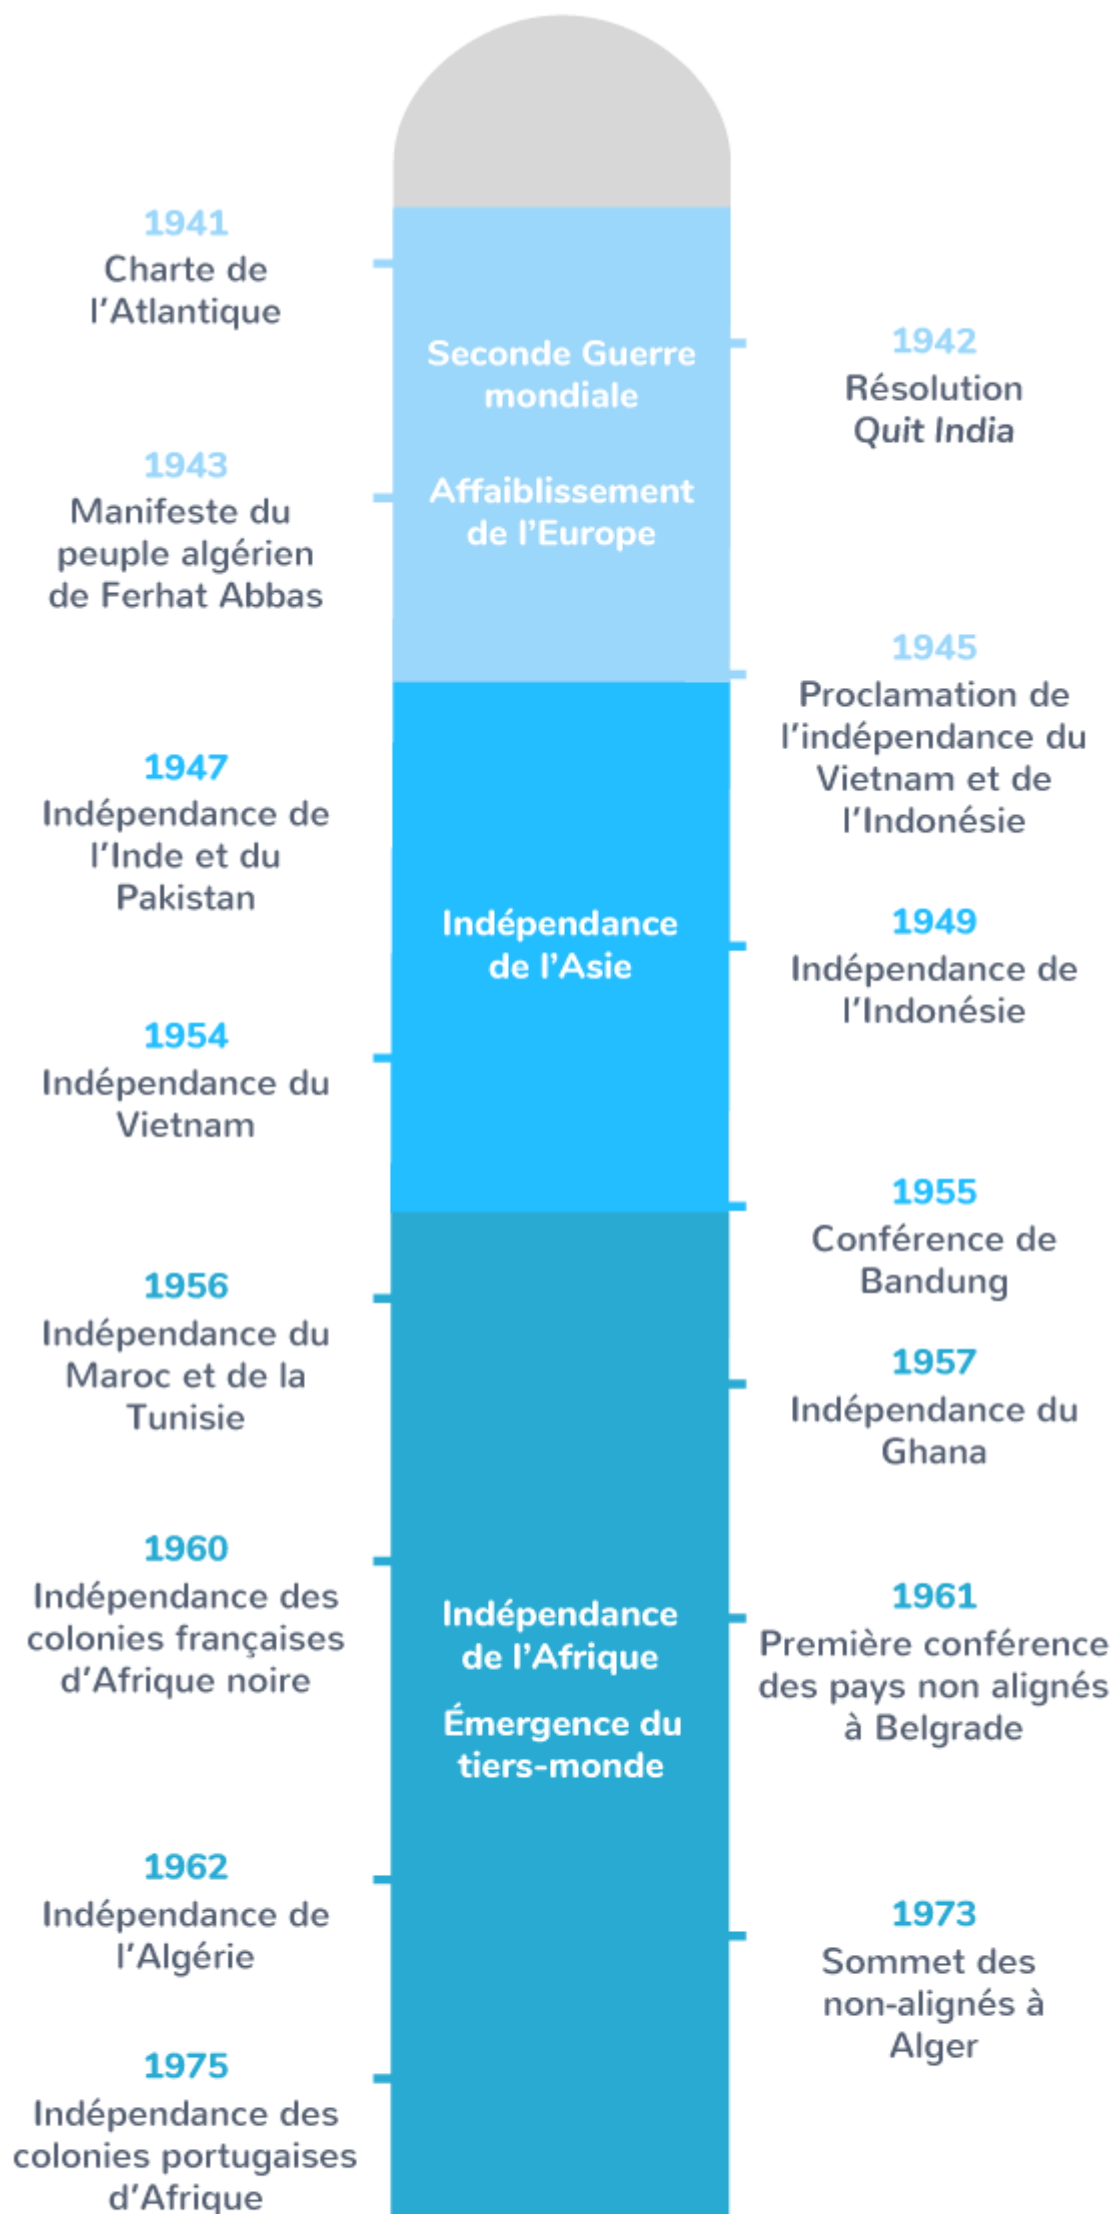 1941
Charte de
l'Atlantique
1942
Résolution
Quit India
Seconde Guerre
mondiale
Affaiblissement
de l'Europe
1943
Manifeste du
peuple algérien
de Ferhat Abbas
1945
Proclamation de
l'indépendance du
Vietnam et de
l'Indonésie
1947
Indépendance de
l'Inde et du
Pakistan
Indépendance
de l'Asie
1949
Indépendance de
l'Indonésie
1954
Indépendance du
Vietnam
1955
Conférence de
Bandung
1956
Indépendance du
Maroc et de la
Tunisie
1957
Indépendance du
Ghana
1960
Indépendance des
colonies françaises
d'Afrique noire
Indépendance
de l'Afrique
Émergence du
tiers-monde
1961
Première conférence
des pays non alignés
à Belgrade
1962
Indépendance de
l'Algérie
1973
Sommet des
non-alignés à
Alger
1975
Indépendance des
colonies portugaises
d'Afrique